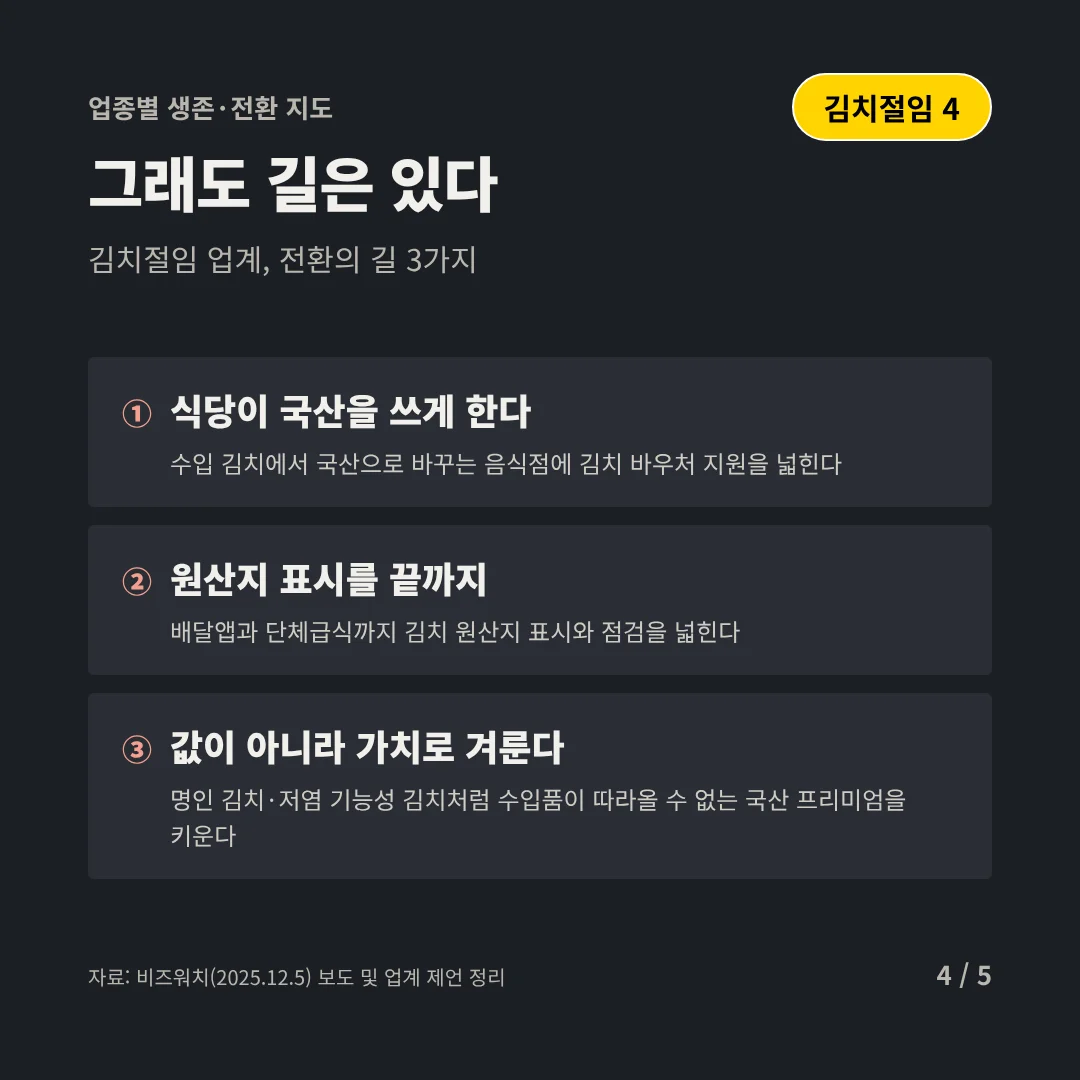 업종별 생존·전환 지도
김치절임 4
그래도 길은 있다
김치절임 업계, 전환의 길 3가지
① 식당이 국산을 쓰게 한다
수입 김치에서 국산으로 바꾸는 음식점에 김치 바우처 지원을 넓힌다
② 원산지 표시를 끝까지
배달앱과 단체급식까지 김치 원산지 표시와 점검을 넓힌다
③ 값이 아니라 가치로 겨룬다
명인 김치·저염 기능성 김치처럼 수입품이 따라올 수 없는 국산 프리미엄을
키운다
자료: 비즈워치(2025.12.5) 보도 및 업계 제언 정리
4 / 5